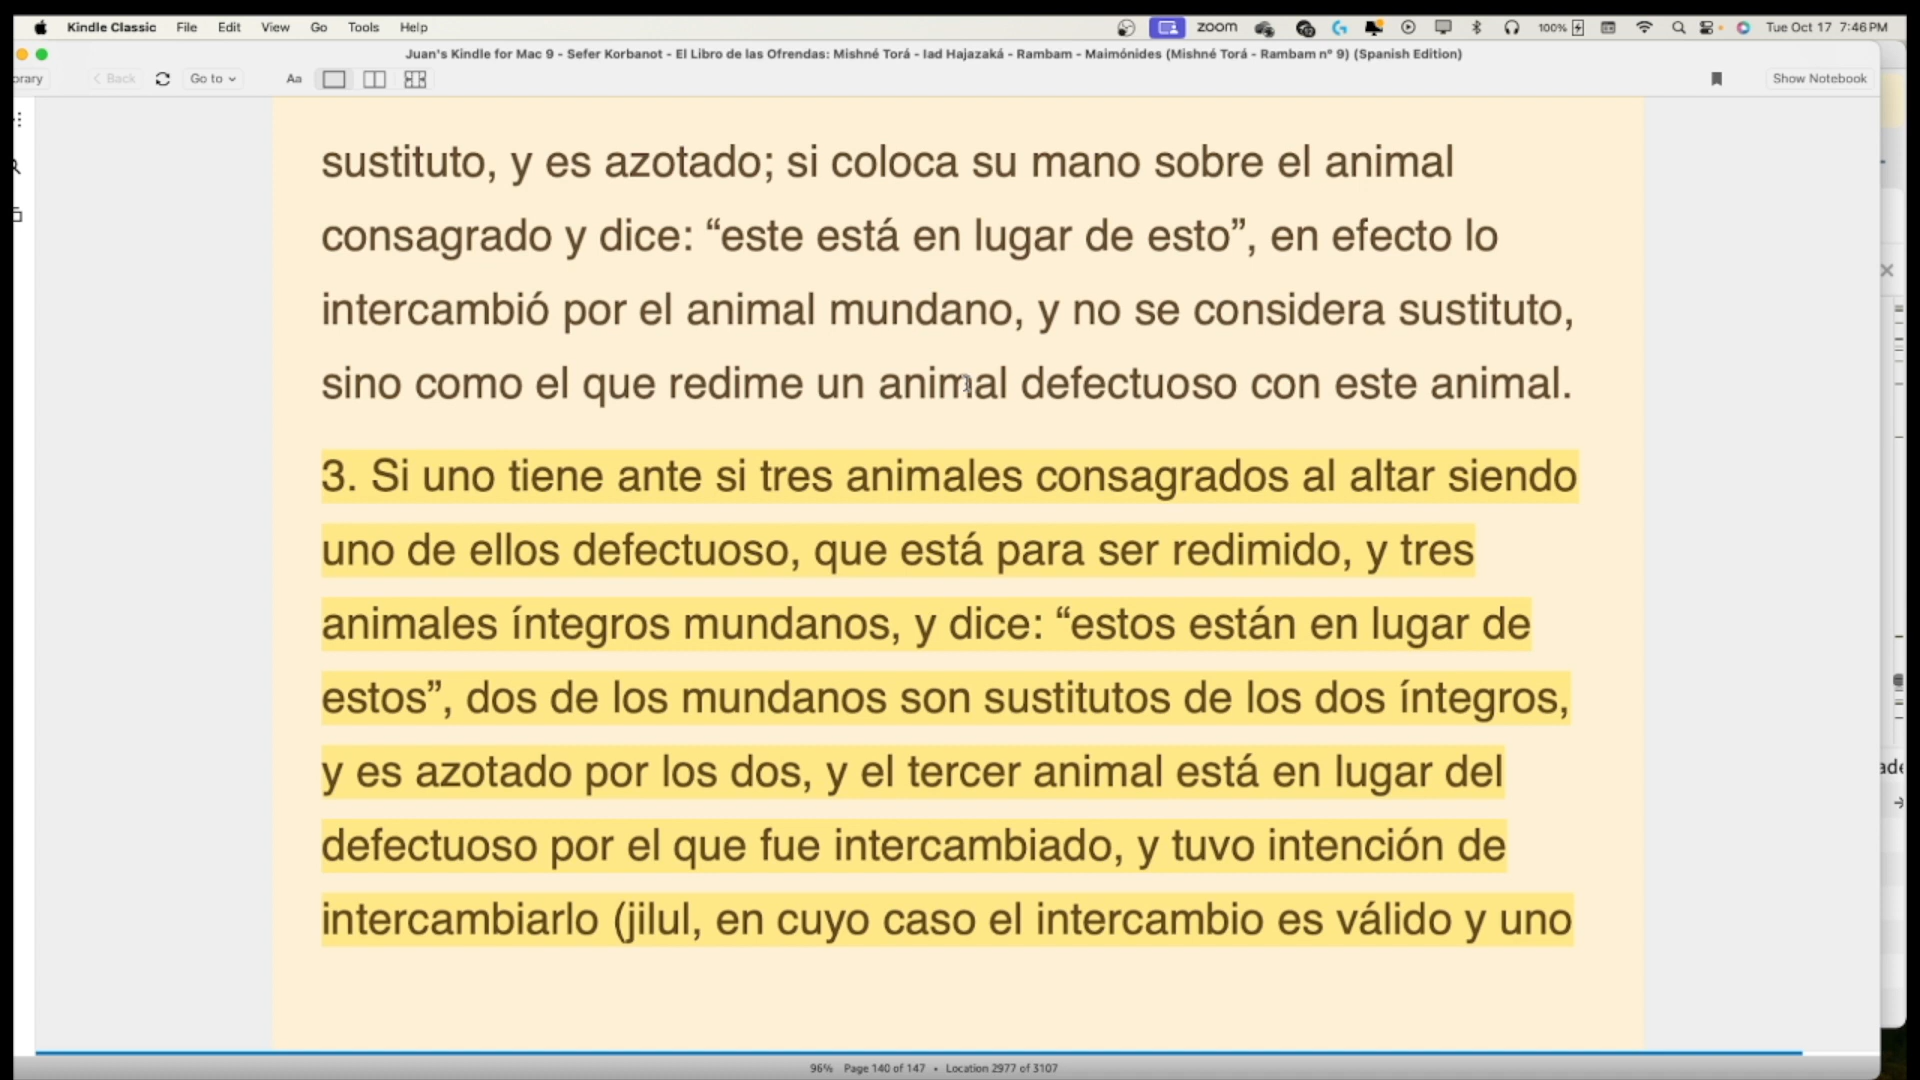 Kindle Classic File Edit View Go Tools Help zoom 100% Tue Oct 17 7:46 PM
Juan's Kindle for Mac 9 - Sefer Korbanot - El Libro de las Ofrendas: Mishné Torá - Iad Hajazaká - Rambam - Maimónides (Mishné Torá - Rambam nº 9) (Spanish Edition)
Back Go to Aa Show Notebook
sustituto, y es azotado; si coloca su mano sobre el animal
consagrado y dice: “este está en lugar de esto”, en efecto lo
intercambió por el animal mundano, y no se considera sustituto,
sino como el que redime un animal defectuoso con este animal.
3. Si uno tiene ante si tres animales consagrados al altar siendo
uno de ellos defectuoso, que está para ser redimido, y tres
animales íntegros mundanos, y dice: “estos están en lugar de
estos”, dos de los mundanos son sustitutos de los dos íntegros,
y es azotado por los dos, y el tercer animal está en lugar del
defectuoso por el que fue intercambiado, y tuvo intención de
intercambiarlo (jilul, en cuyo caso el intercambio es válido y uno
96% Page 140 of 147 • Location 2977 of 3107